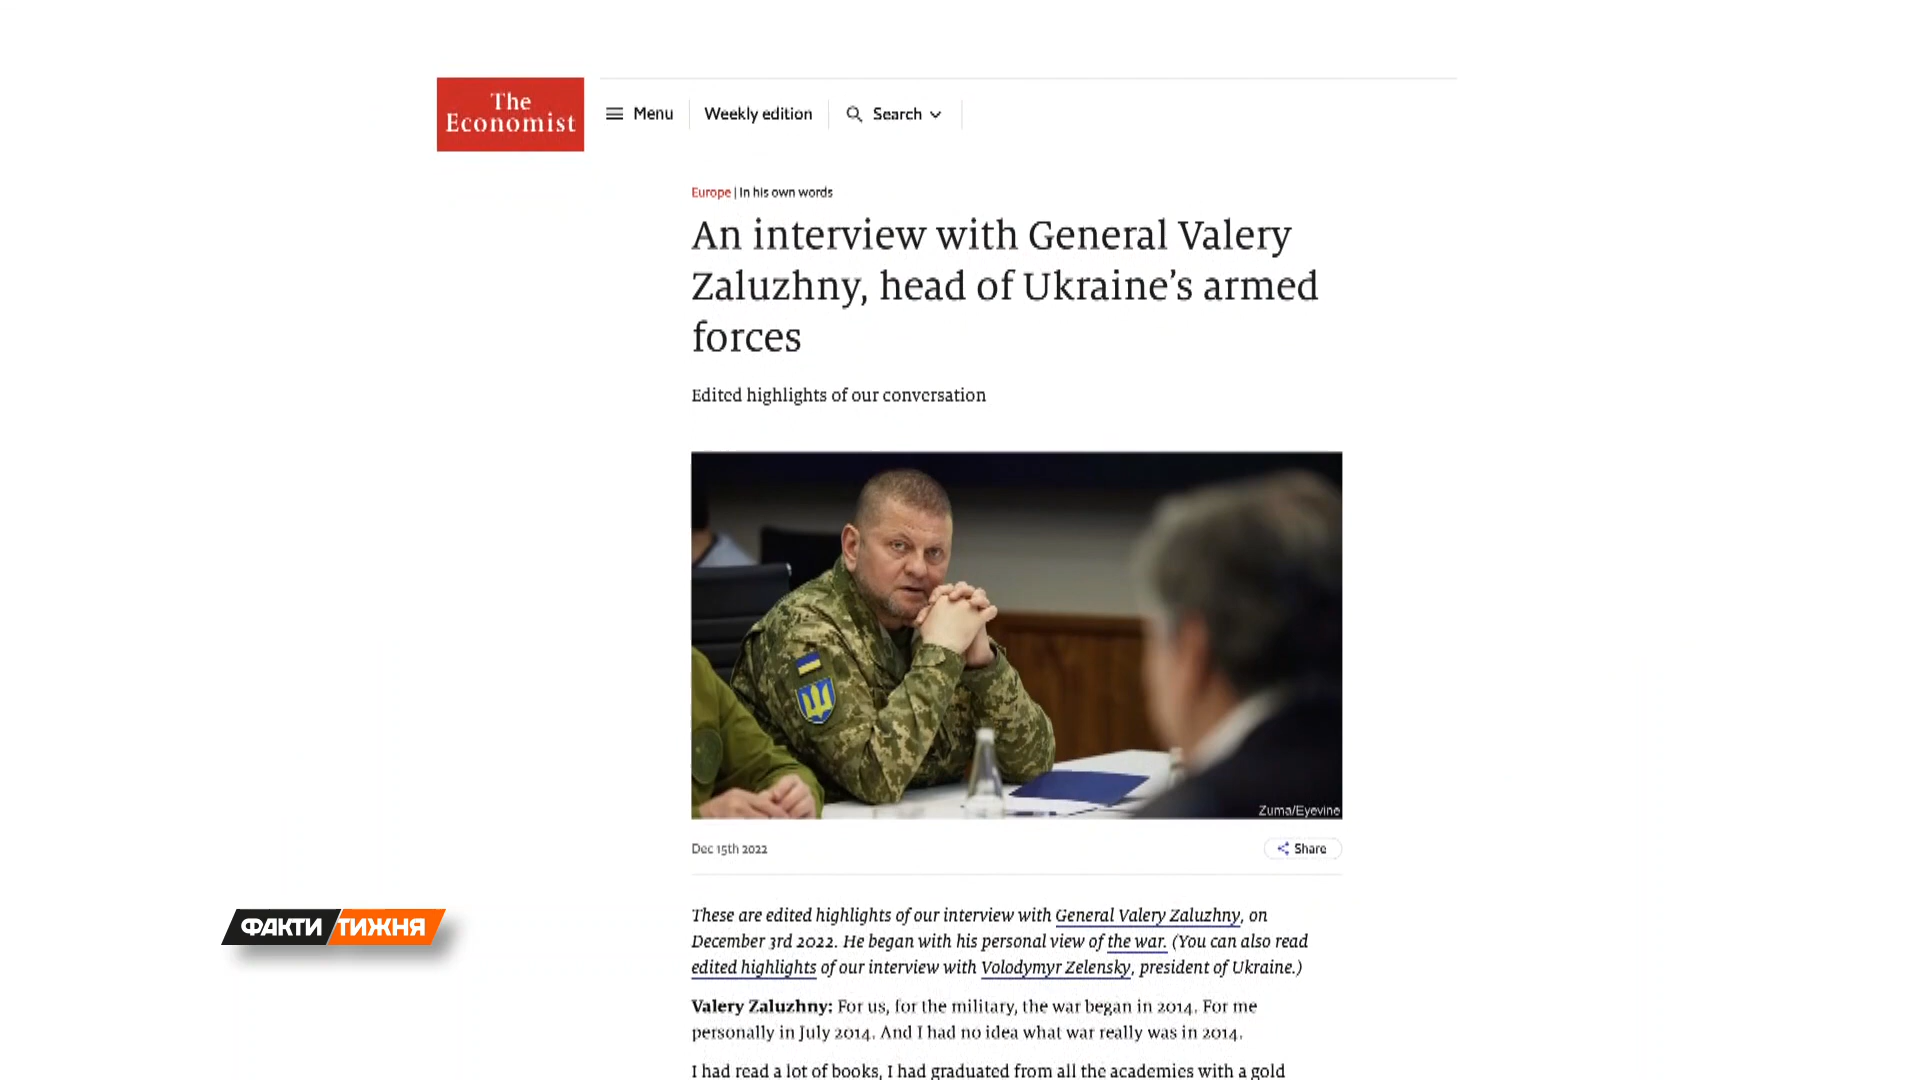 The
Economist
Menu
Weekly edition
Search
Europe | In his own words
An interview with General Valery
Zaluzhny, head of Ukraine’s armed
forces
Edited highlights of our conversation
Zuma/Eyevine
Dec 15th 2022
Share
ФАКТИ ТИЖНЯ
These are edited highlights of our interview with General Valery Zaluzhny, on
December 3rd 2022. He began with his personal view of the war. (You can also read
edited highlights of our interview with Volodymyr Zelensky, president of Ukraine.)
Valery Zaluzhny: For us, for the military, the war began in 2014. For me
personally in July 2014. And I had no idea what war really was in 2014.
I had read a lot of books, I had graduated from all the academies with a gold